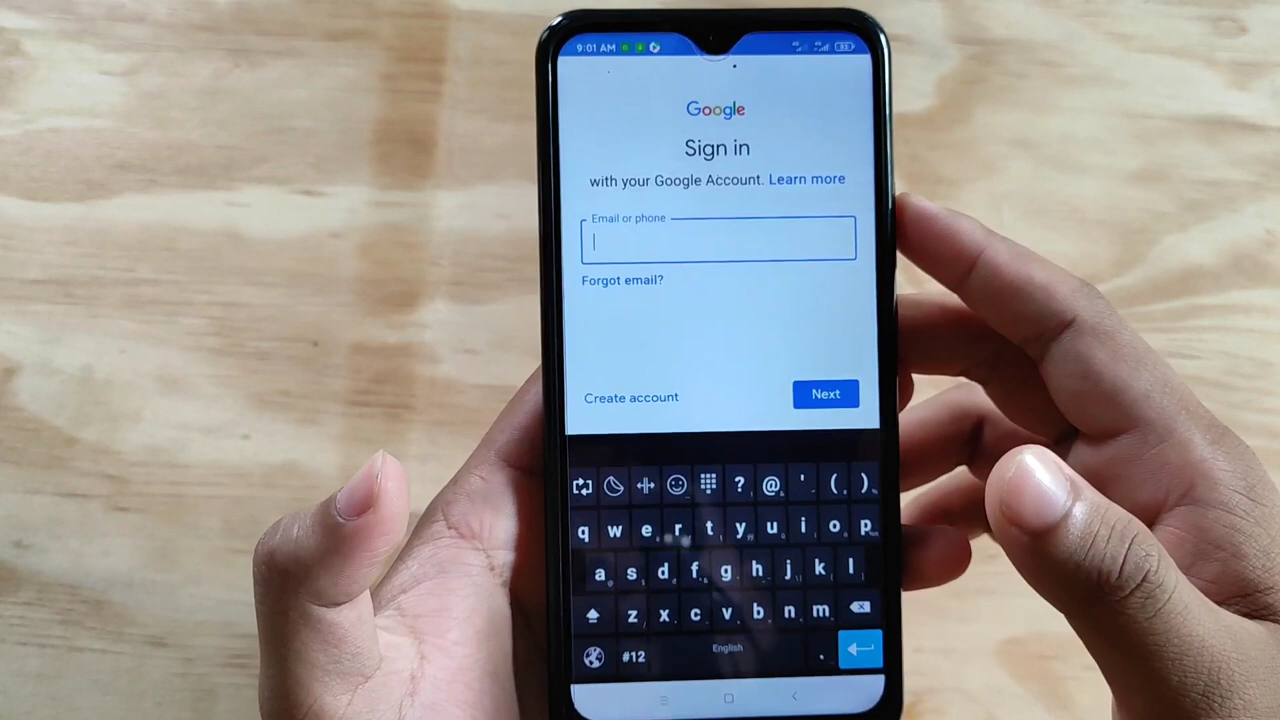 9:01 AM
93
Google
Sign in
with your Google Account. Learn more
Email or phone
Forgot email?
Create account
Next
? @ ' ( )
q w e r t y u i o p
a s d f g h j k l
z x c v b n m
#12
English
.